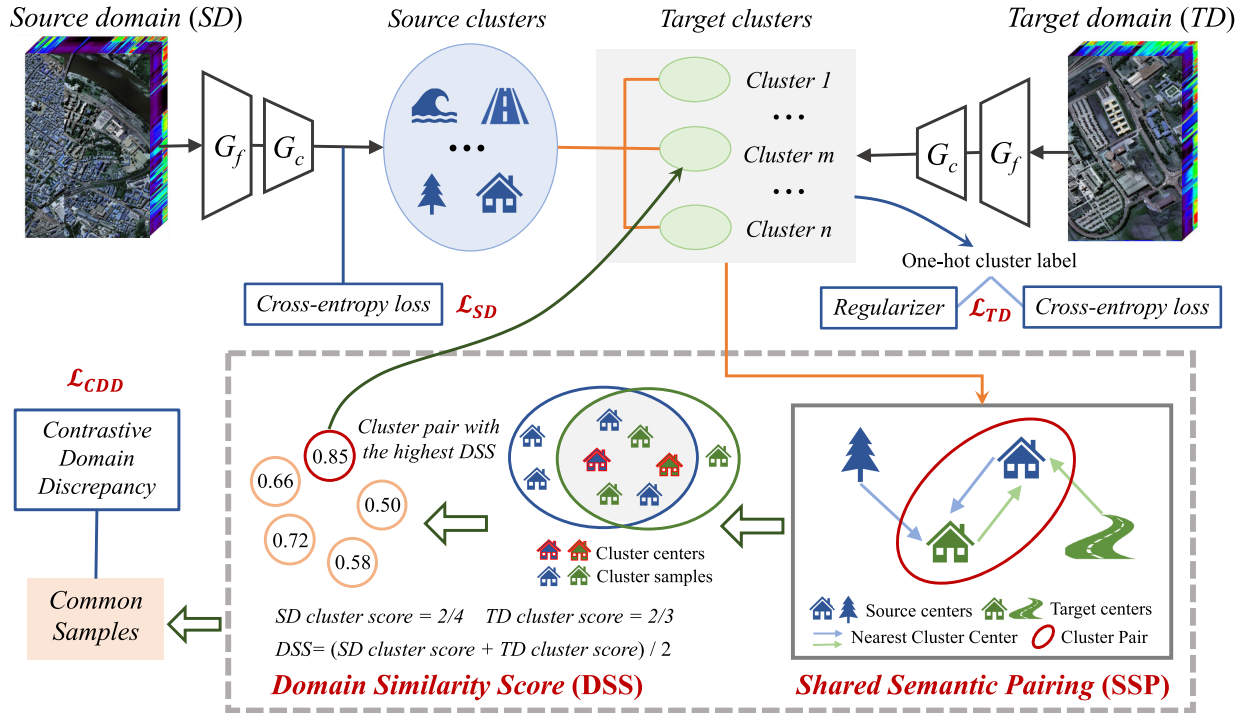 Source domain (SD)
Source clusters
Target clusters
Target domain (TD)
G_f
G_c
...
Cluster 1
...
Cluster m
...
Cluster n
G_c
G_f
One-hot cluster label
Cross-entropy loss
ℒ_SD
Regularizer
ℒ_TD
Cross-entropy loss
ℒ_CDD
Contrastive
Domain
Discrepancy
Common
Samples
Cluster pair with
the highest DSS
0.85
0.66
0.50
0.72
0.58
Cluster centers
Cluster samples
SD cluster score = 2/4 TD cluster score = 2/3
DSS= (SD cluster score + TD cluster score) / 2
Domain Similarity Score (DSS)
Source centers
Target centers
Nearest Cluster Center
Cluster Pair
Shared Semantic Pairing (SSP)